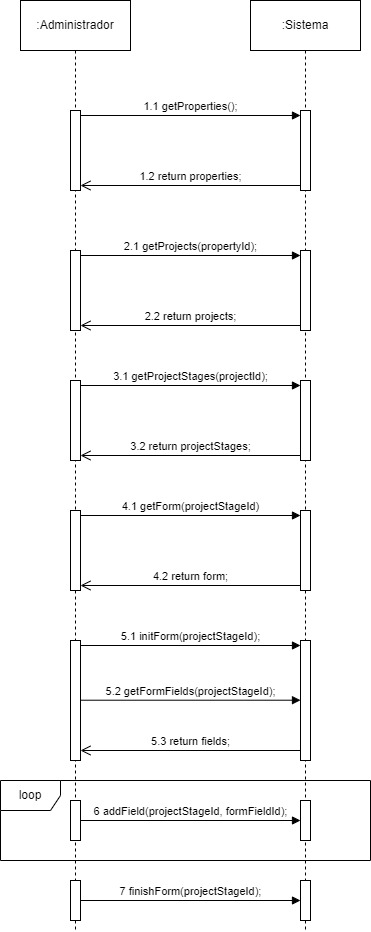 :Administrador
:Sistema
1.1 getProperties();
1.2 return properties;
2.1 getProjects(propertyId);
2.2 return projects;
3.1 getProjectStages(projectId);
3.2 return projectStages;
4.1 getForm(projectStageId)
4.2 return form;
5.1 initForm(projectStageId);
5.2 getFormFields(projectStageId);
5.3 return fields;
loop
6 addField(projectStageId, formFieldId);
7 finishForm(projectStageId);